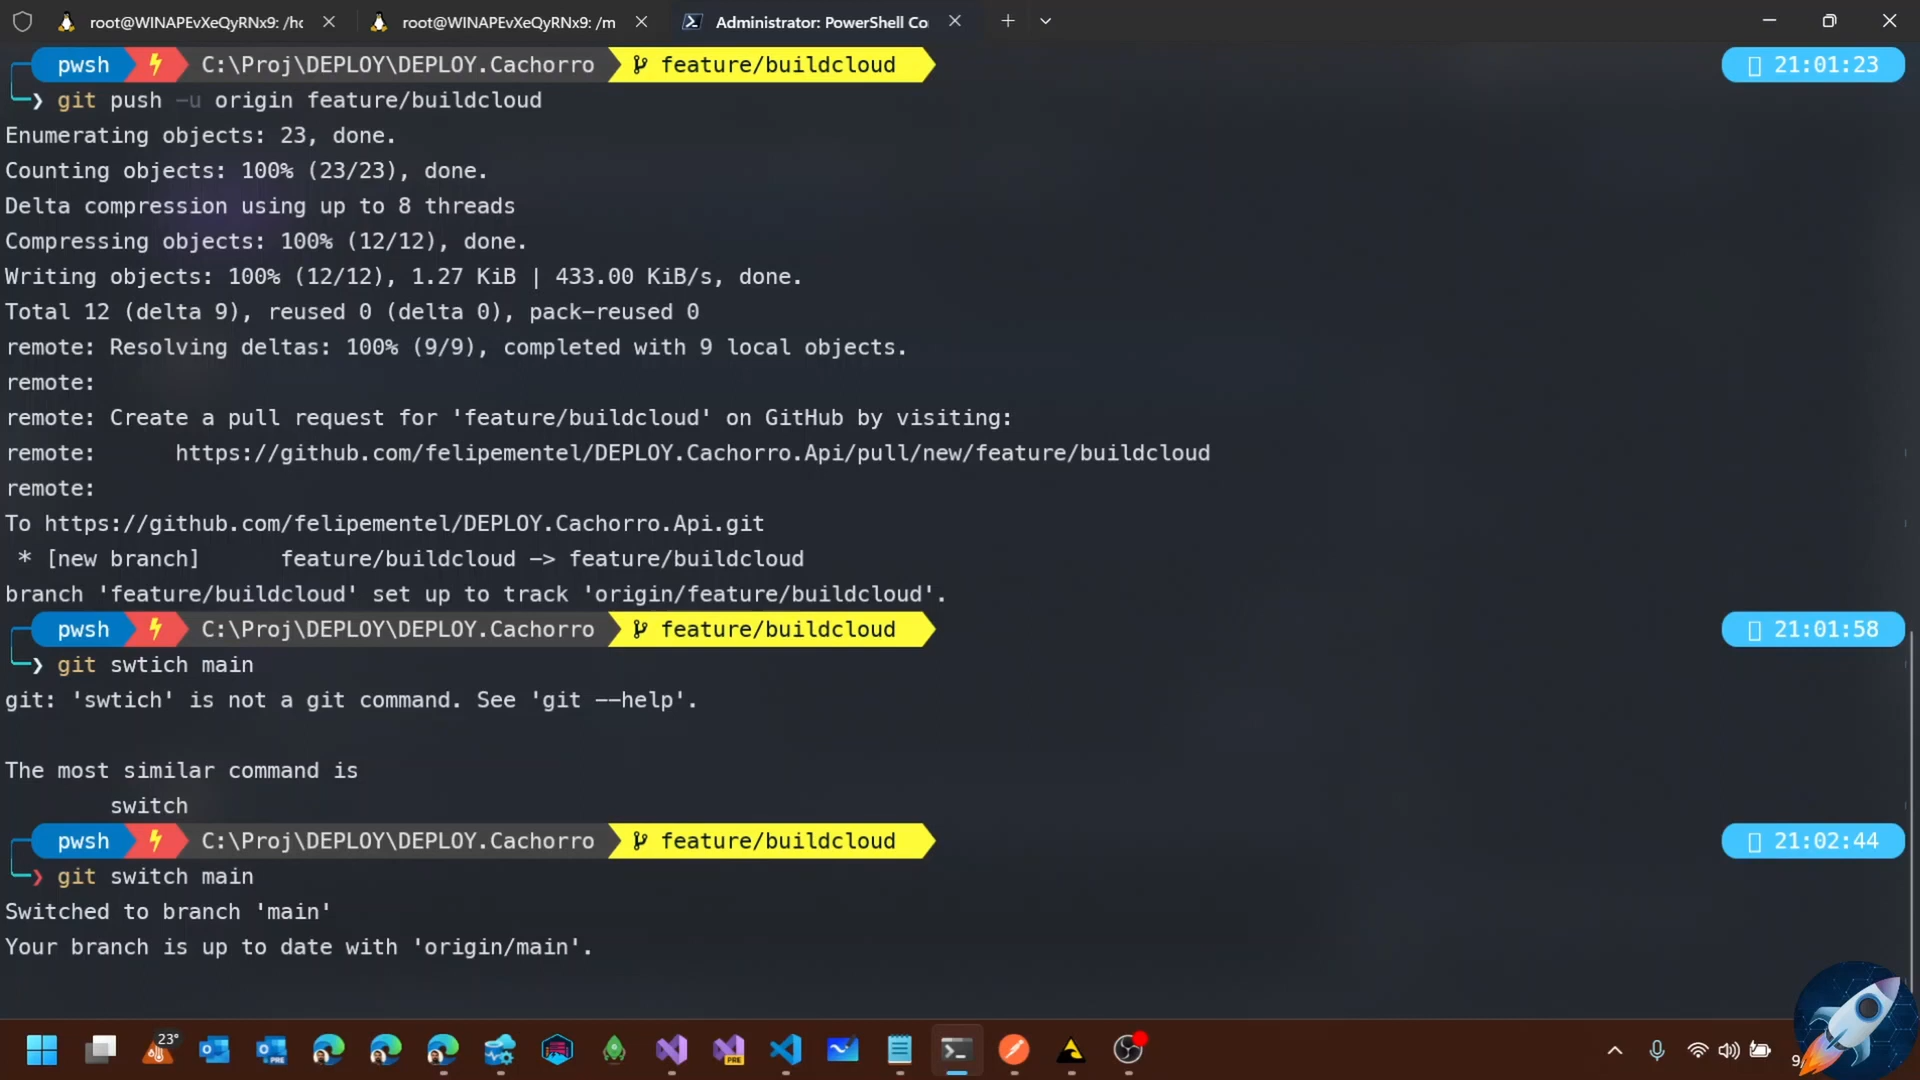 root@WINAPEvXeQyRNx9: /hc
root@WINAPEvXeQyRNx9: /m
Administrator: PowerShell Co
pwsh C:\Proj\DEPLOY\DEPLOY.Cachorro feature/buildcloud 21:01:23
❯ git push -u origin feature/buildcloud
Enumerating objects: 23, done.
Counting objects: 100% (23/23), done.
Delta compression using up to 8 threads
Compressing objects: 100% (12/12), done.
Writing objects: 100% (12/12), 1.27 KiB | 433.00 KiB/s, done.
Total 12 (delta 9), reused 0 (delta 0), pack-reused 0
remote: Resolving deltas: 100% (9/9), completed with 9 local objects.
remote:
remote: Create a pull request for 'feature/buildcloud' on GitHub by visiting:
remote:      https://github.com/felipementel/DEPLOY.Cachorro.Api/pull/new/feature/buildcloud
remote:
To https://github.com/felipementel/DEPLOY.Cachorro.Api.git
 * [new branch]      feature/buildcloud -> feature/buildcloud
branch 'feature/buildcloud' set up to track 'origin/feature/buildcloud'.
pwsh C:\Proj\DEPLOY\DEPLOY.Cachorro feature/buildcloud 21:01:58
❯ git swtich main
git: 'swtich' is not a git command. See 'git --help'.
The most similar command is
        switch
pwsh C:\Proj\DEPLOY\DEPLOY.Cachorro feature/buildcloud 21:02:44
❯ git switch main
Switched to branch 'main'
Your branch is up to date with 'origin/main'.
23°
PRE
PRE